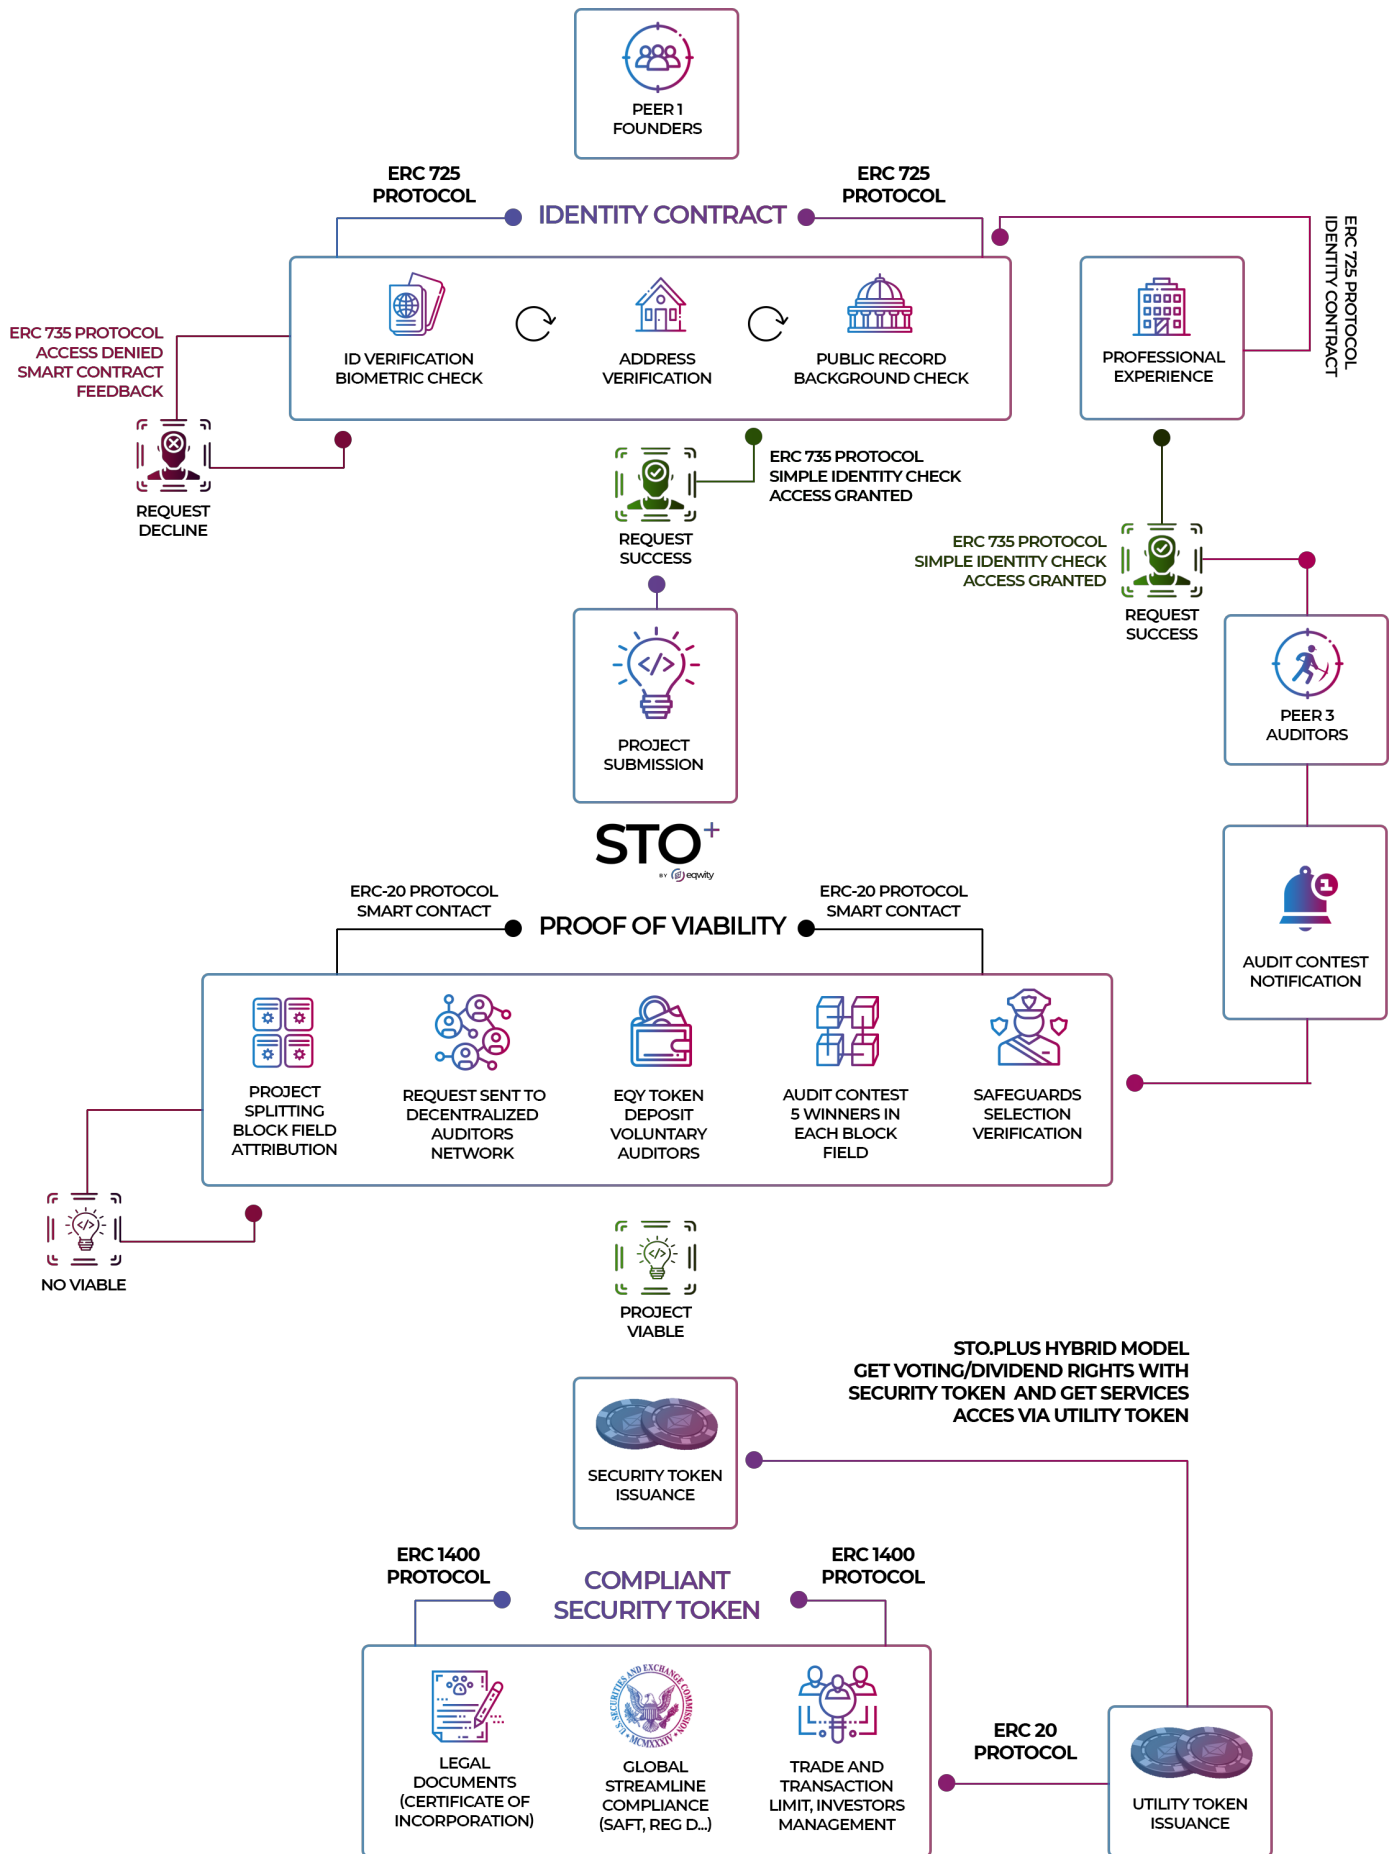 PEER 1
FOUNDERS
ERC 725
PROTOCOL
ERC 725
PROTOCOL
IDENTITY CONTRACT
ERC 725 PROTOCOL
IDENTITY CONTRACT
ID VERIFICATION
BIOMETRIC CHECK
ADDRESS
VERIFICATION
PUBLIC RECORD
BACKGROUND CHECK
PROFESSIONAL
EXPERIENCE
ERC 735 PROTOCOL
ACCESS DENIED
SMART CONTRACT
FEEDBACK
REQUEST
DECLINE
ERC 735 PROTOCOL
SIMPLE IDENTITY CHECK
ACCESS GRANTED
REQUEST
SUCCESS
ERC 735 PROTOCOL
SIMPLE IDENTITY CHECK
ACCESS GRANTED
REQUEST
SUCCESS
</>
PROJECT
SUBMISSION
PEER 3
AUDITORS
STO+
BY eqwity
ERC-20 PROTOCOL
SMART CONTACT
ERC-20 PROTOCOL
SMART CONTACT
PROOF OF VIABILITY
1
AUDIT CONTEST
NOTIFICATION
PROJECT
SPLITTING
BLOCK FIELD
ATTRIBUTION
REQUEST SENT TO
DECENTRALIZED
AUDITORS
NETWORK
EQY TOKEN
DEPOSIT
VOLUNTARY
AUDITORS
AUDIT CONTEST
5 WINNERS IN
EACH BLOCK
FIELD
SAFEGUARDS
SELECTION
VERIFICATION
</>
NO VIABLE
</>
PROJECT
VIABLE
STO.PLUS HYBRID MODEL
GET VOTING/DIVIDEND RIGHTS WITH
SECURITY TOKEN AND GET SERVICES
ACCES VIA UTILITY TOKEN
SECURITY TOKEN
ISSUANCE
ERC 1400
PROTOCOL
ERC 1400
PROTOCOL
COMPLIANT
SECURITY TOKEN
LEGAL
DOCUMENTS
(CERTIFICATE OF
INCORPORATION)
U.S. SECURITIES AND EXCHANGE COMMISSION
MCMXXXIV
GLOBAL
STREAMLINE
COMPLIANCE
(SAFT, REG D...)
TRADE AND
TRANSACTION
LIMIT, INVESTORS
MANAGEMENT
ERC 20
PROTOCOL
UTILITY TOKEN
ISSUANCE